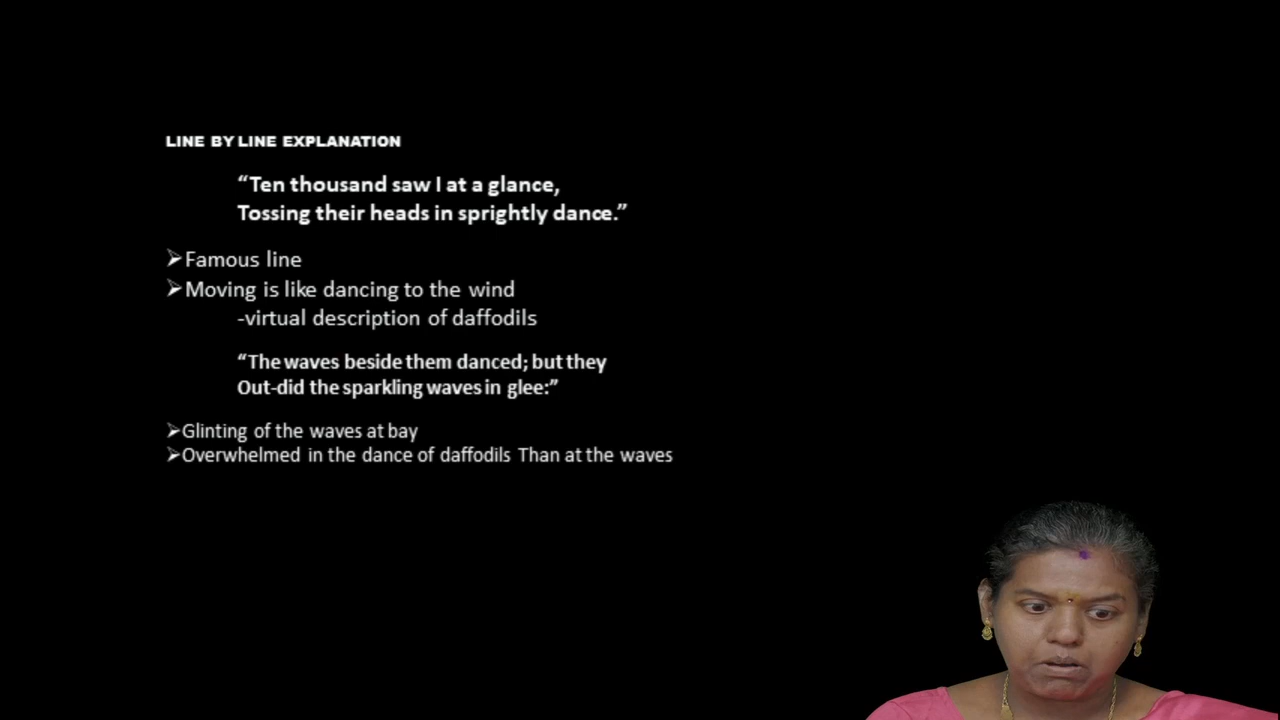 LINE BY LINE EXPLANATION
“Ten thousand saw I at a glance,
Tossing their heads in sprightly dance.”
➢Famous line
➢Moving is like dancing to the wind
-virtual description of daffodils
“The waves beside them danced; but they
Out-did the sparkling waves in glee:”
➢Glinting of the waves at bay
➢Overwhelmed in the dance of daffodils Than at the waves